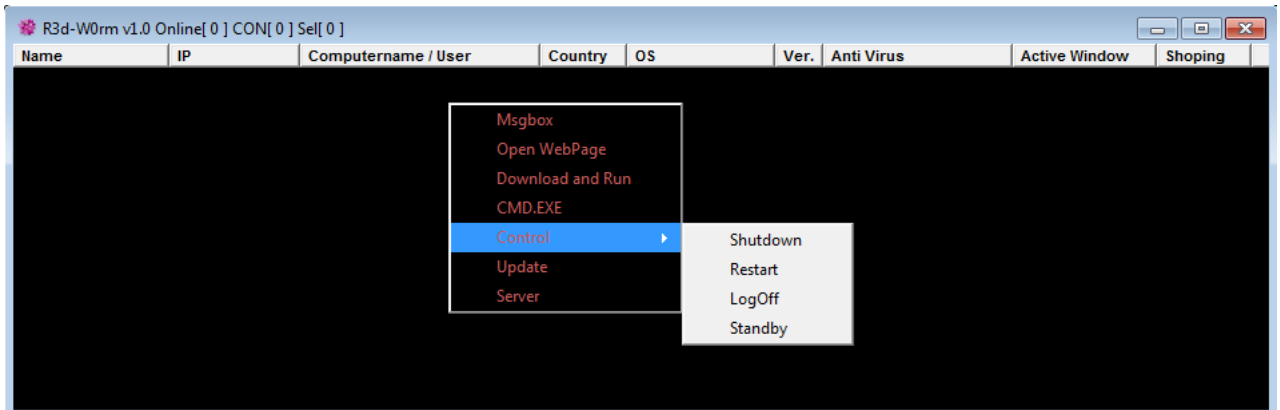 R3d-W0rm v1.0 Online[ 0 ] CON[ 0 ] Sel[ 0 ]
Name IP Computername / User Country OS Ver. Anti Virus Active Window Shoping
Msgbox
Open WebPage
Download and Run
CMD.EXE
Control
Update
Server
Shutdown
Restart
LogOff
Standby